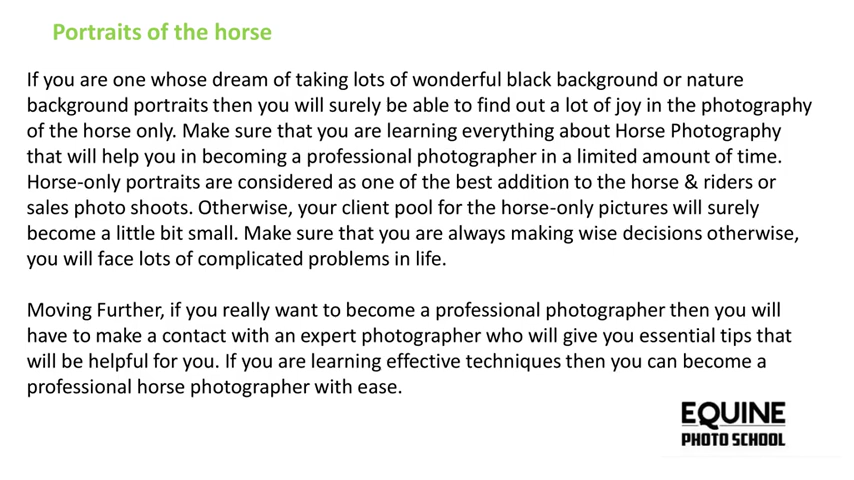 Portraits of the horse
If you are one whose dream of taking lots of wonderful black background or nature
background portraits then you will surely be able to find out a lot of joy in the photography
of the horse only. Make sure that you are learning everything about Horse Photography
that will help you in becoming a professional photographer in a limited amount of time.
Horse-only portraits are considered as one of the best addition to the horse & riders or
sales photo shoots. Otherwise, your client pool for the horse-only pictures will surely
become a little bit small. Make sure that you are always making wise decisions otherwise,
you will face lots of complicated problems in life.
Moving Further, if you really want to become a professional photographer then you will
have to make a contact with an expert photographer who will give you essential tips that
will be helpful for you. If you are learning effective techniques then you can become a
professional horse photographer with ease.
EQUINE
PHOTO SCHOOL